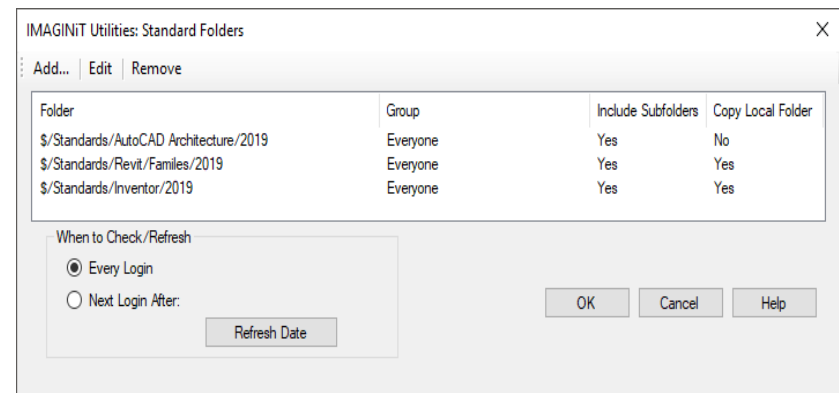 IMAGINiT Utilities: Standard Folders
Add... Edit Remove
Folder Group Include Subfolders Copy Local Folder
$/Standards/AutoCAD Architecture/2019 Everyone Yes No
$/Standards/Revit/Familes/2019 Everyone Yes Yes
$/Standards/Inventor/2019 Everyone Yes Yes
When to Check/Refresh
Every Login
Next Login After:
OK Cancel Help
Refresh Date